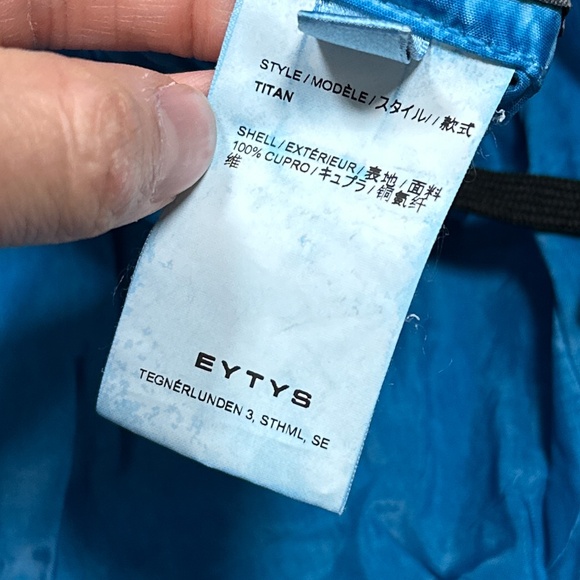 STYLE/MODÈLE/スタイル//款式
TITAN
SHELL/EXTÉRIEUR/表地/面料
100% CUPRO/キュプラ/铜氨纤
维
EYTYS
TEGNÉRLUNDEN 3, STHML, SE